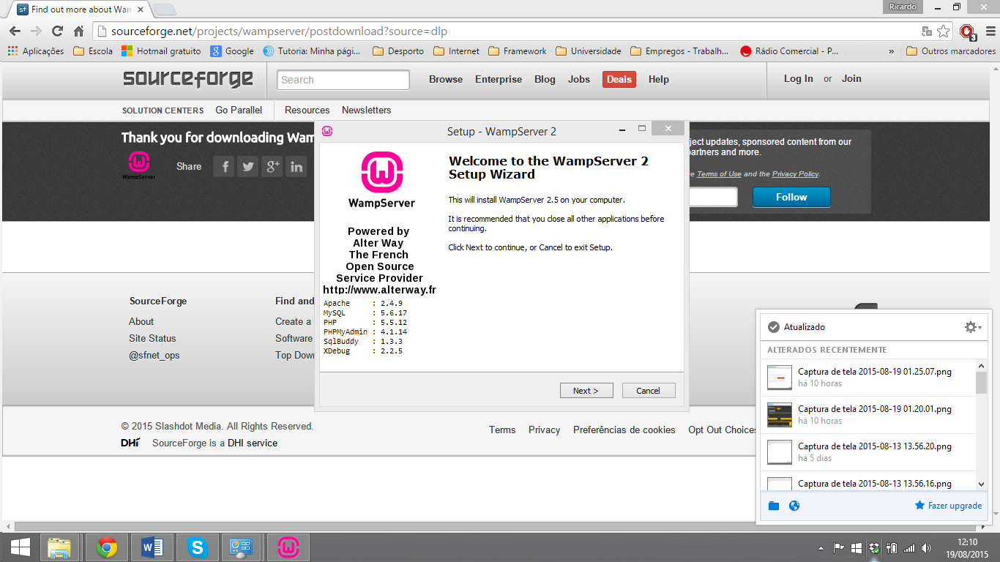 Find out more about Wam
Ricardo
sourceforge.net/projects/wampserver/postdownload?source=dlp
3
Aplicações
Escola
Hotmail gratuito
Google
Tutoria: Minha pági...
Desporto
Internet
Framework
Universidade
Empregos - Trabalh...
Rádio Comercial - P...
»
Outros marcadores
sourceforge
Search
Browse
Enterprise
Blog
Jobs
Deals
Help
Log In or Join
SOLUTION CENTERS
Go Parallel
Resources
Newsletters
Thank you for downloading Wam
WampServer
Share
ject updates, sponsored content from our
partners and more.
Terms of Use and the Privacy Policy.
Follow
Setup - WampServer 2
WampServer
Powered by
Alter Way
The French
Open Source
Service Provider
http://www.alterway.fr
Apache : 2.4.9
MySQL : 5.6.17
PHP : 5.5.12
PHPMyAdmin : 4.1.14
SqlBuddy : 1.3.3
XDebug : 2.2.5
Welcome to the WampServer 2
Setup Wizard
This will install WampServer 2.5 on your computer.
It is recommended that you close all other applications before
continuing.
Click Next to continue, or Cancel to exit Setup.
Next >
Cancel
SourceForge
About
Site Status
@sfnet_ops
Find and
Create a
Software
Top Dow
© 2015 Slashdot Media. All Rights Reserved.
DHI
SourceForge is a DHI service
Terms
Privacy
Preferências de cookies
Opt Out Choices
Atualizado
ALTERADOS RECENTEMENTE
Captura de tela 2015-08-19 01.25.07.png
há 10 horas
Captura de tela 2015-08-19 01.20.01.png
há 10 horas
Captura de tela 2015-08-13 13.56.20.png
há 5 dias
Captura de tela 2015-08-13 13.56.16.png
Fazer upgrade
12:10
19/08/2015